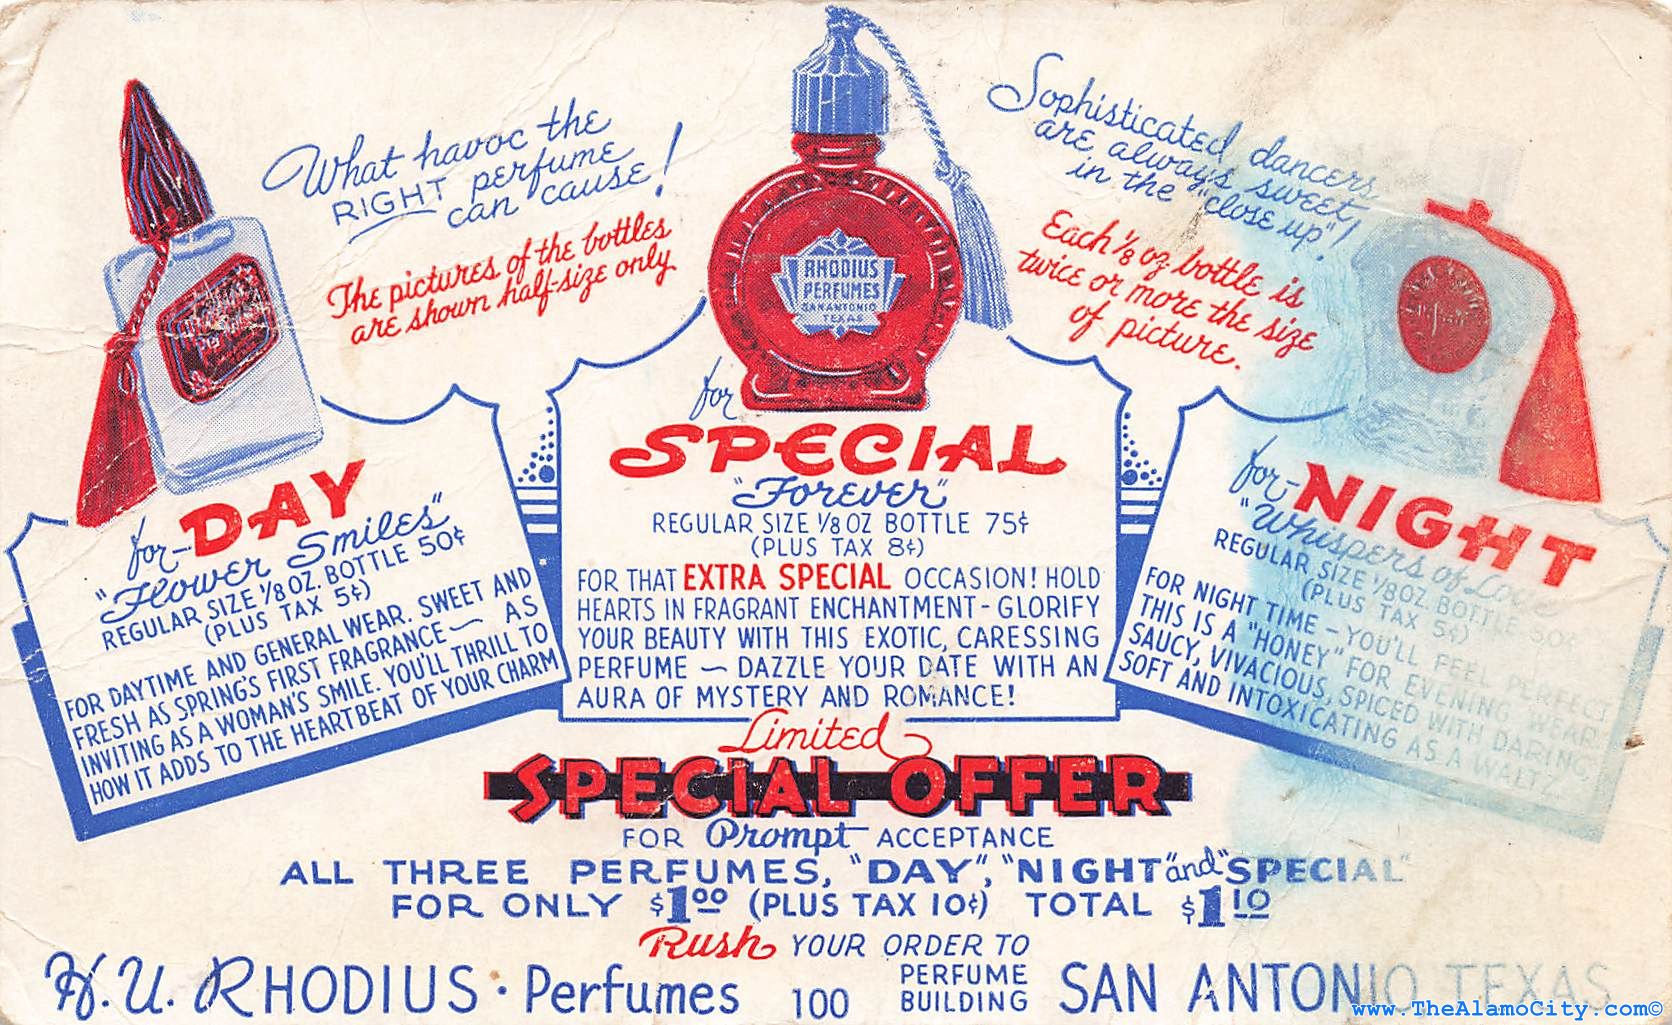 What havoc the
RIGHT perfume
can cause!
The pictures of the bottles
are shown half-size only
RHODIUS
PERFUMES
SAN ANTONIO
TEXAS
Sophisticated dancers
are always sweet,
in the "close up"!
Each 1/8 oz bottle is
twice or more the size
of picture.
for-DAY
"Flower Smiles"
REGULAR SIZE 1/8 OZ. BOTTLE 50¢
(PLUS TAX 5¢)
FOR DAYTIME AND GENERAL WEAR. SWEET AND
FRESH AS SPRING'S FIRST FRAGRANCE — AS
INVITING AS A WOMAN'S SMILE. YOU'LL THRILL TO
HOW IT ADDS TO THE HEARTBEAT OF YOUR CHARM
for
SPECIAL
"Forever"
REGULAR SIZE 1/8 OZ BOTTLE 75¢
(PLUS TAX 8¢)
FOR THAT EXTRA SPECIAL OCCASION! HOLD
HEARTS IN FRAGRANT ENCHANTMENT - GLORIFY
YOUR BEAUTY WITH THIS EXOTIC, CARESSING
PERFUME — DAZZLE YOUR DATE WITH AN
AURA OF MYSTERY AND ROMANCE!
for-NIGHT
"Whispers of Love"
REGULAR SIZE 1/8 OZ. BOTTLE 50¢
(PLUS TAX 5¢)
FOR NIGHT TIME - YOU'LL FEEL PERFECT
THIS IS A "HONEY" FOR EVENING WEAR.
SAUCY, VIVACIOUS, SPICED WITH DARING,
SOFT AND INTOXICATING AS A WALTZ
Limited
SPECIAL OFFER
FOR Prompt ACCEPTANCE
ALL THREE PERFUMES, "DAY", "NIGHT" and "SPECIAL"
FOR ONLY $1.00 (PLUS TAX 10¢) TOTAL $1.10
Rush YOUR ORDER TO
H.U. RHODIUS · Perfumes 100 PERFUME BUILDING SAN ANTONIO TEXAS
www.TheAlamoCity.com©